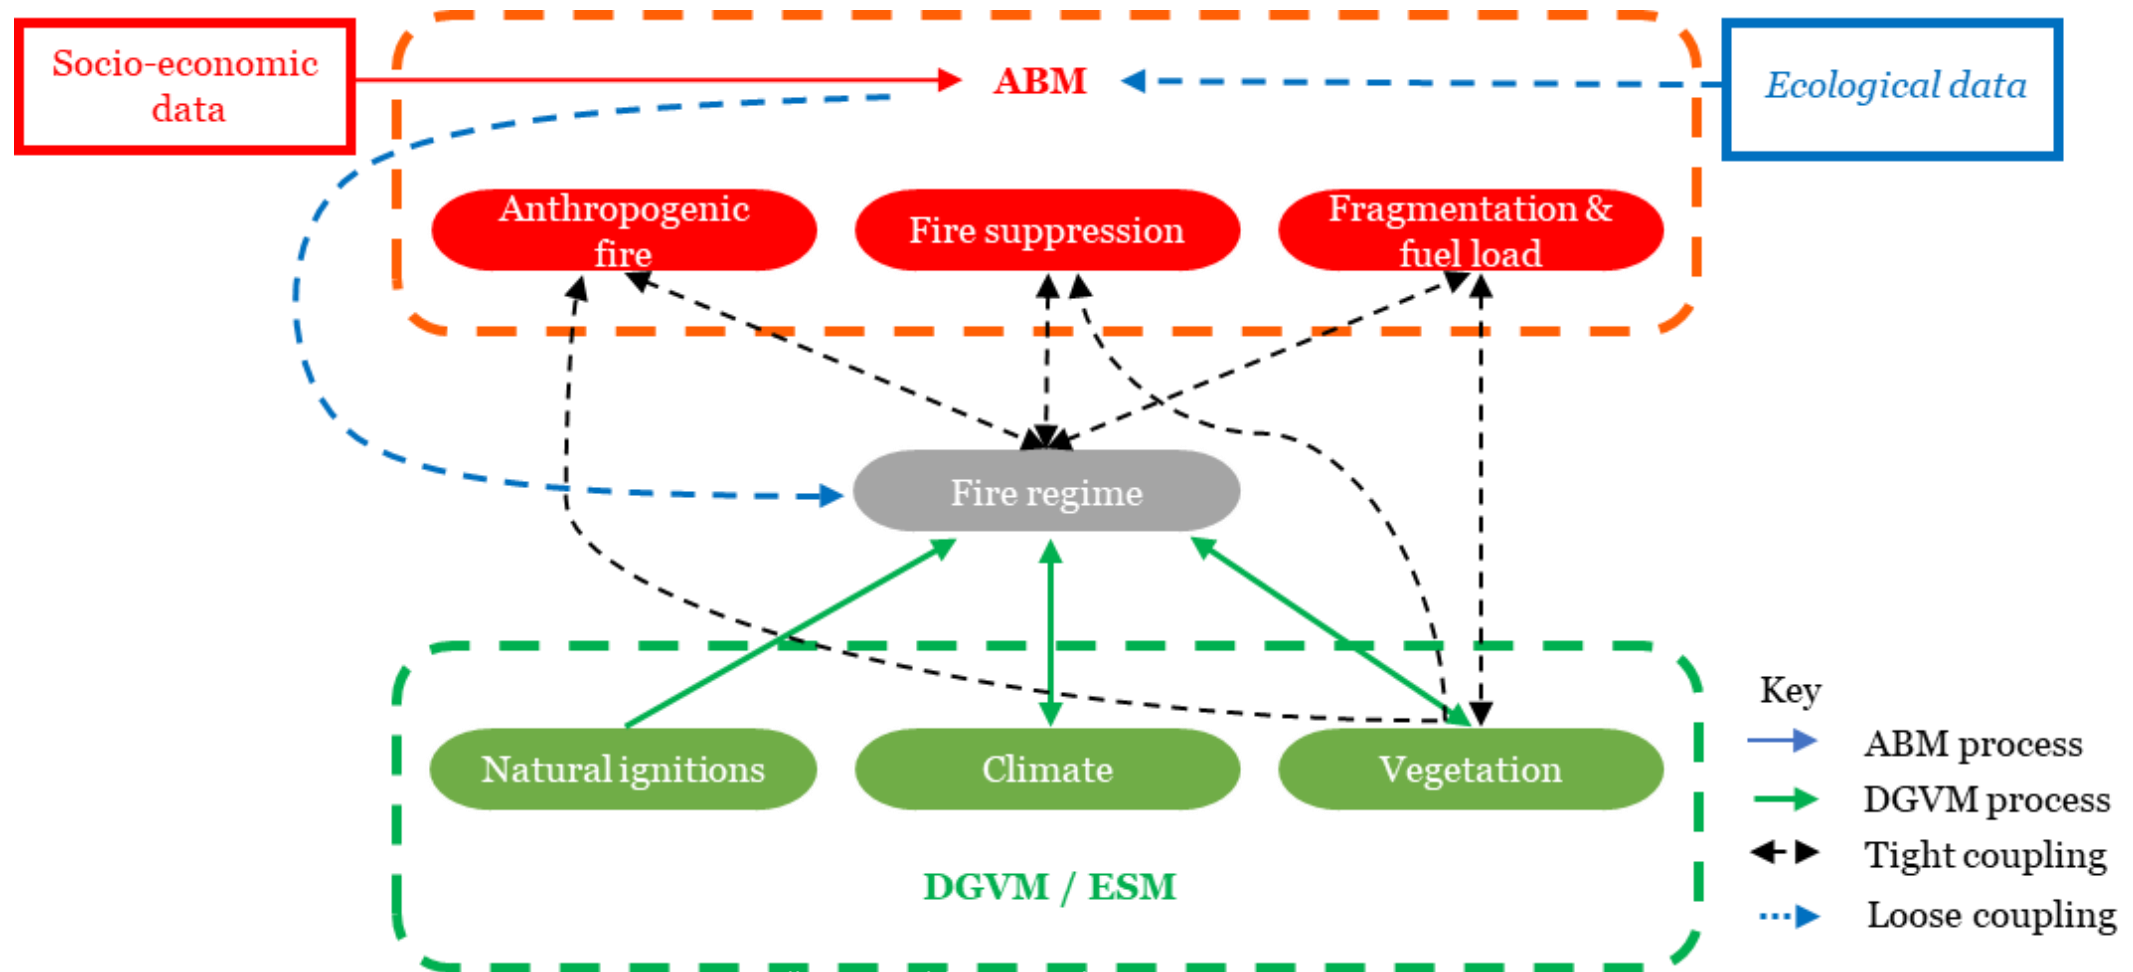 Socio-economic
data
ABM
Ecological data
Anthropogenic
fire
Fire suppression
Fragmentation &
fuel load
Fire regime
Natural ignitions
Climate
Vegetation
DGVM / ESM
Key
ABM process
DGVM process
Tight coupling
Loose coupling